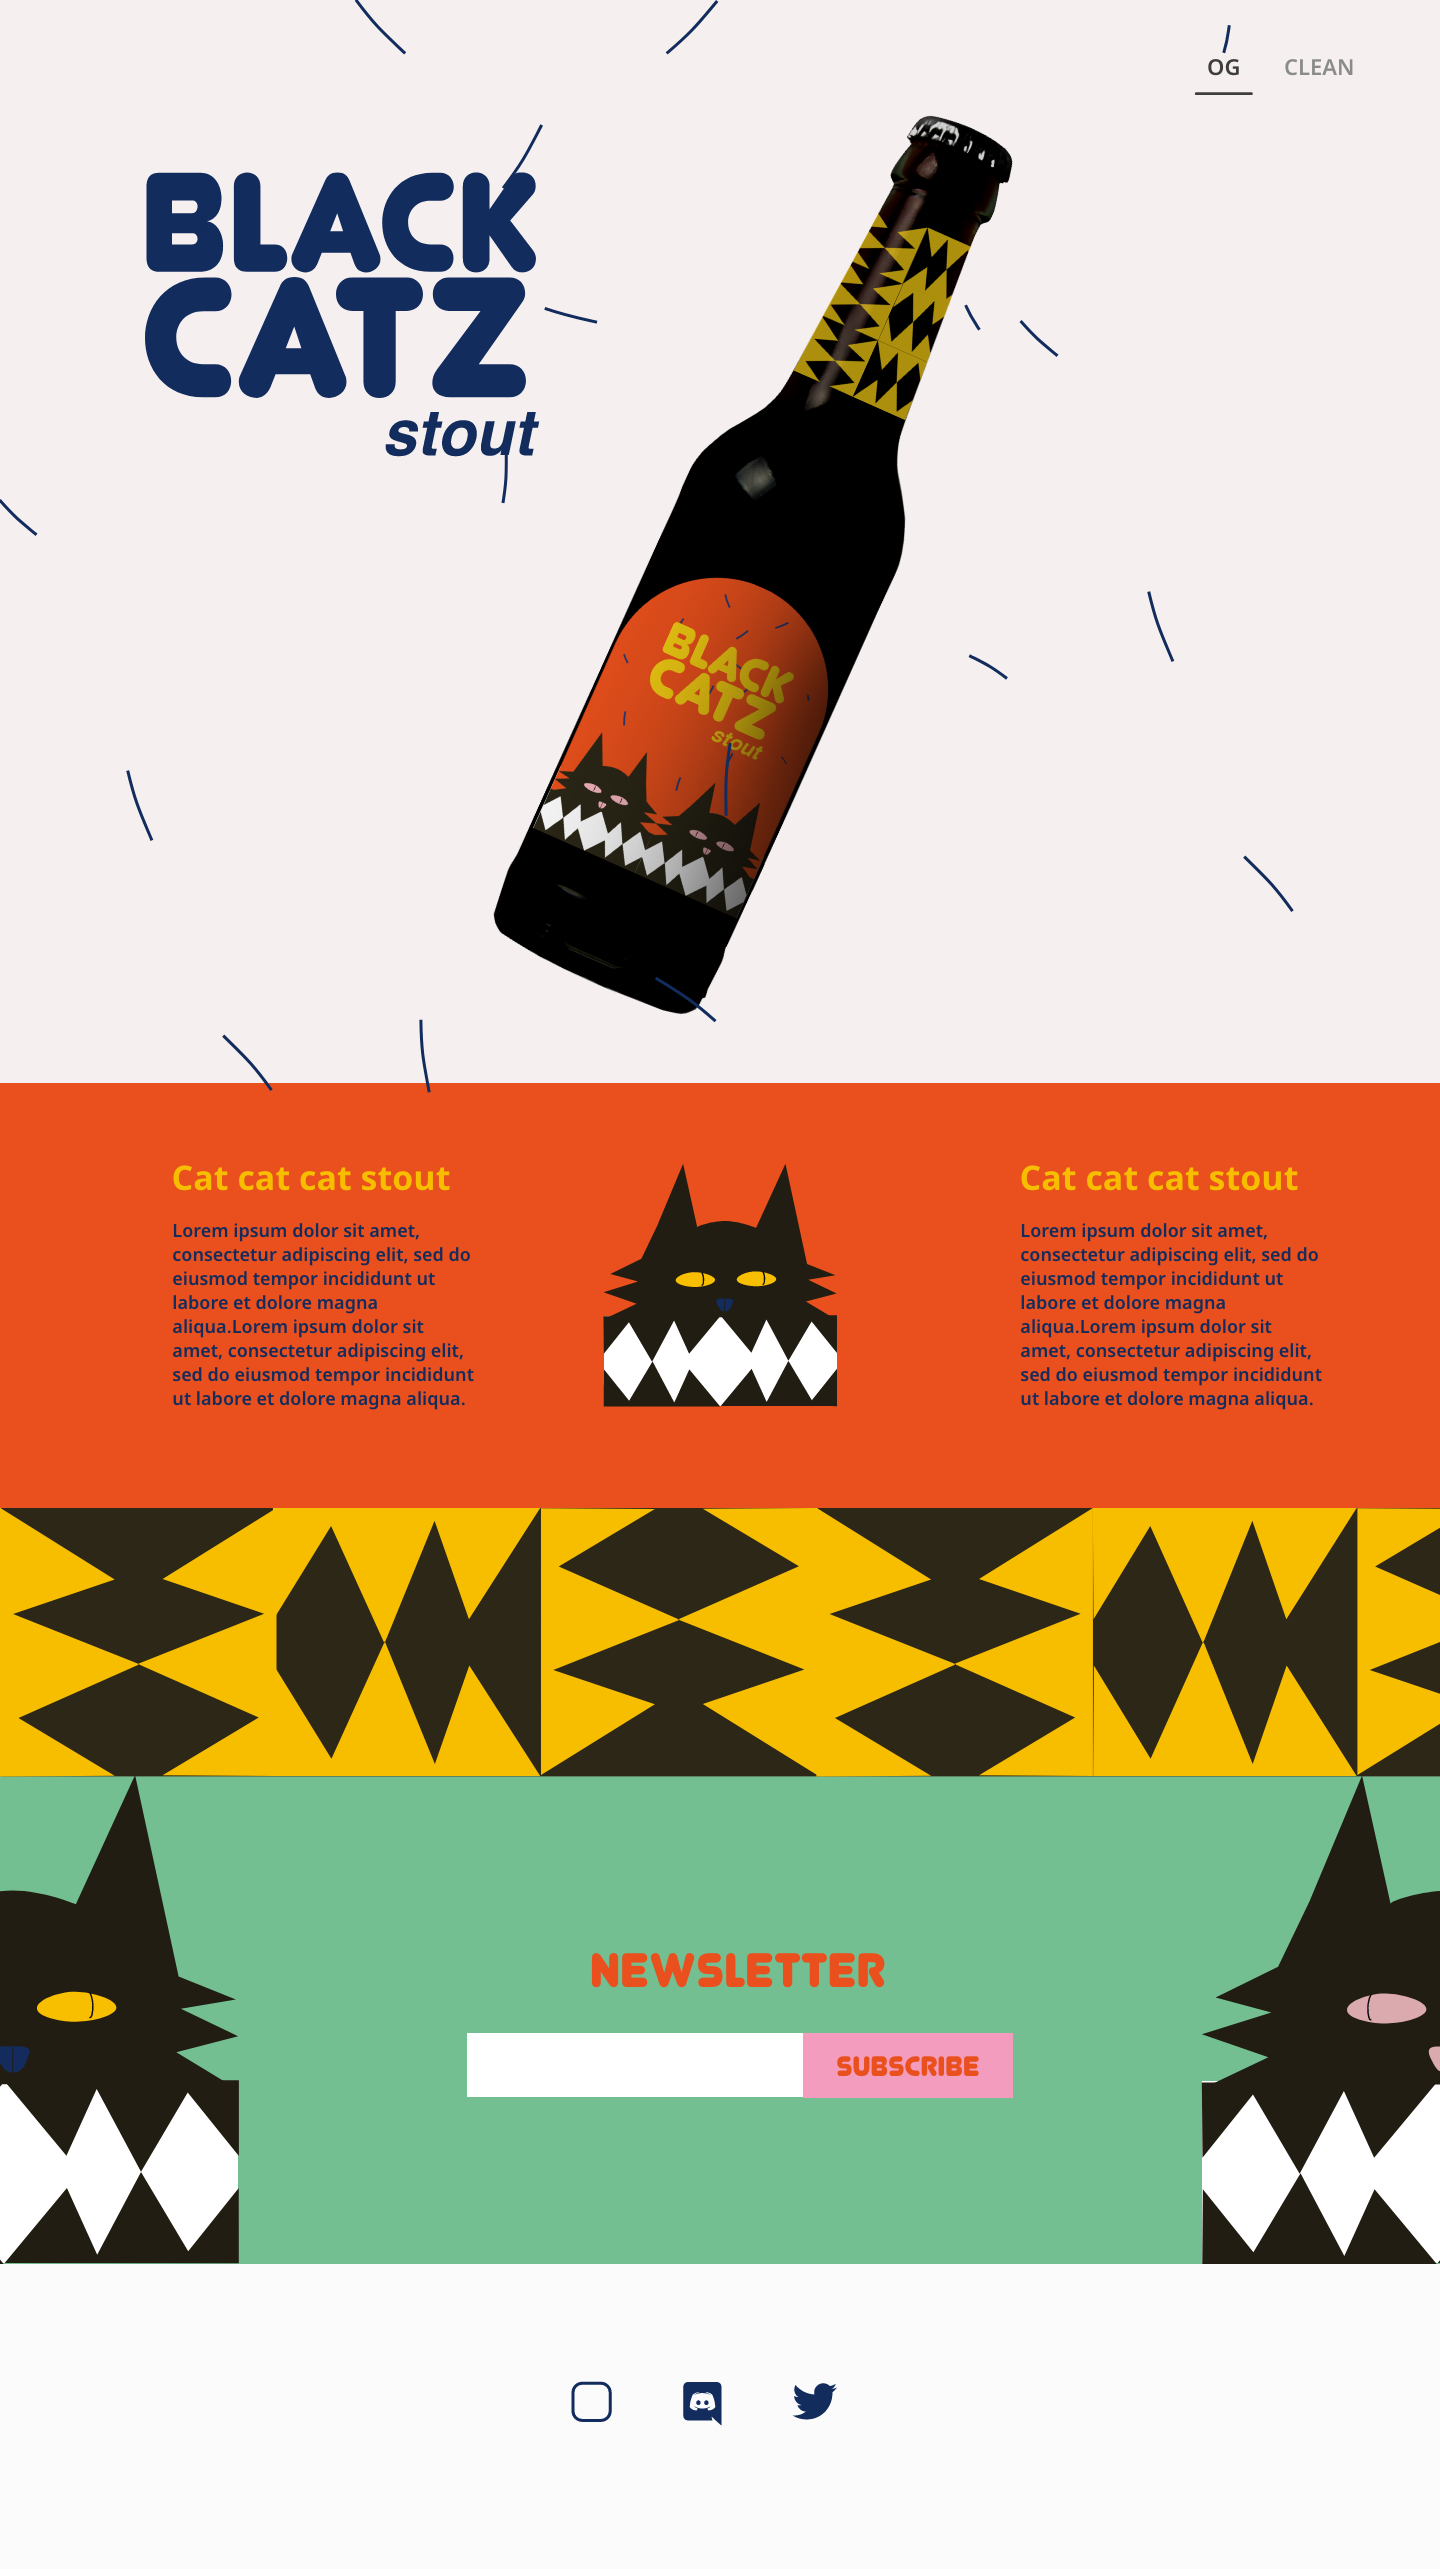 OG CLEAN
BLACK
CATZ
stout
BLACK
CATZ
stout
Cat cat cat stout
Lorem ipsum dolor sit amet,
consectetur adipiscing elit, sed do
eiusmod tempor incididunt ut
labore et dolore magna
aliqua.Lorem ipsum dolor sit
amet, consectetur adipiscing elit,
sed do eiusmod tempor incididunt
ut labore et dolore magna aliqua.
Cat cat cat stout
Lorem ipsum dolor sit amet,
consectetur adipiscing elit, sed do
eiusmod tempor incididunt ut
labore et dolore magna
aliqua.Lorem ipsum dolor sit
amet, consectetur adipiscing elit,
sed do eiusmod tempor incididunt
ut labore et dolore magna aliqua.
NEWSLETTER
SUBSCRIBE